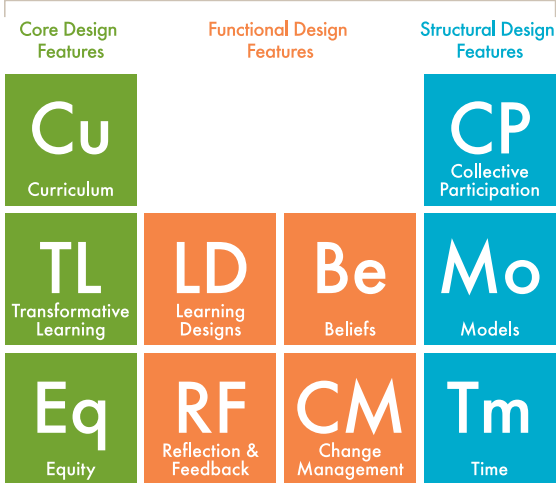 Core Design
Features
Functional Design
Features
Structural Design
Features
Cu
Curriculum
CP
Collective
Participation
TL
Transformative
Learning
LD
Learning
Designs
Be
Beliefs
Mo
Models
Eq
Equity
RF
Reflection &
Feedback
CM
Change
Management
Tm
Time